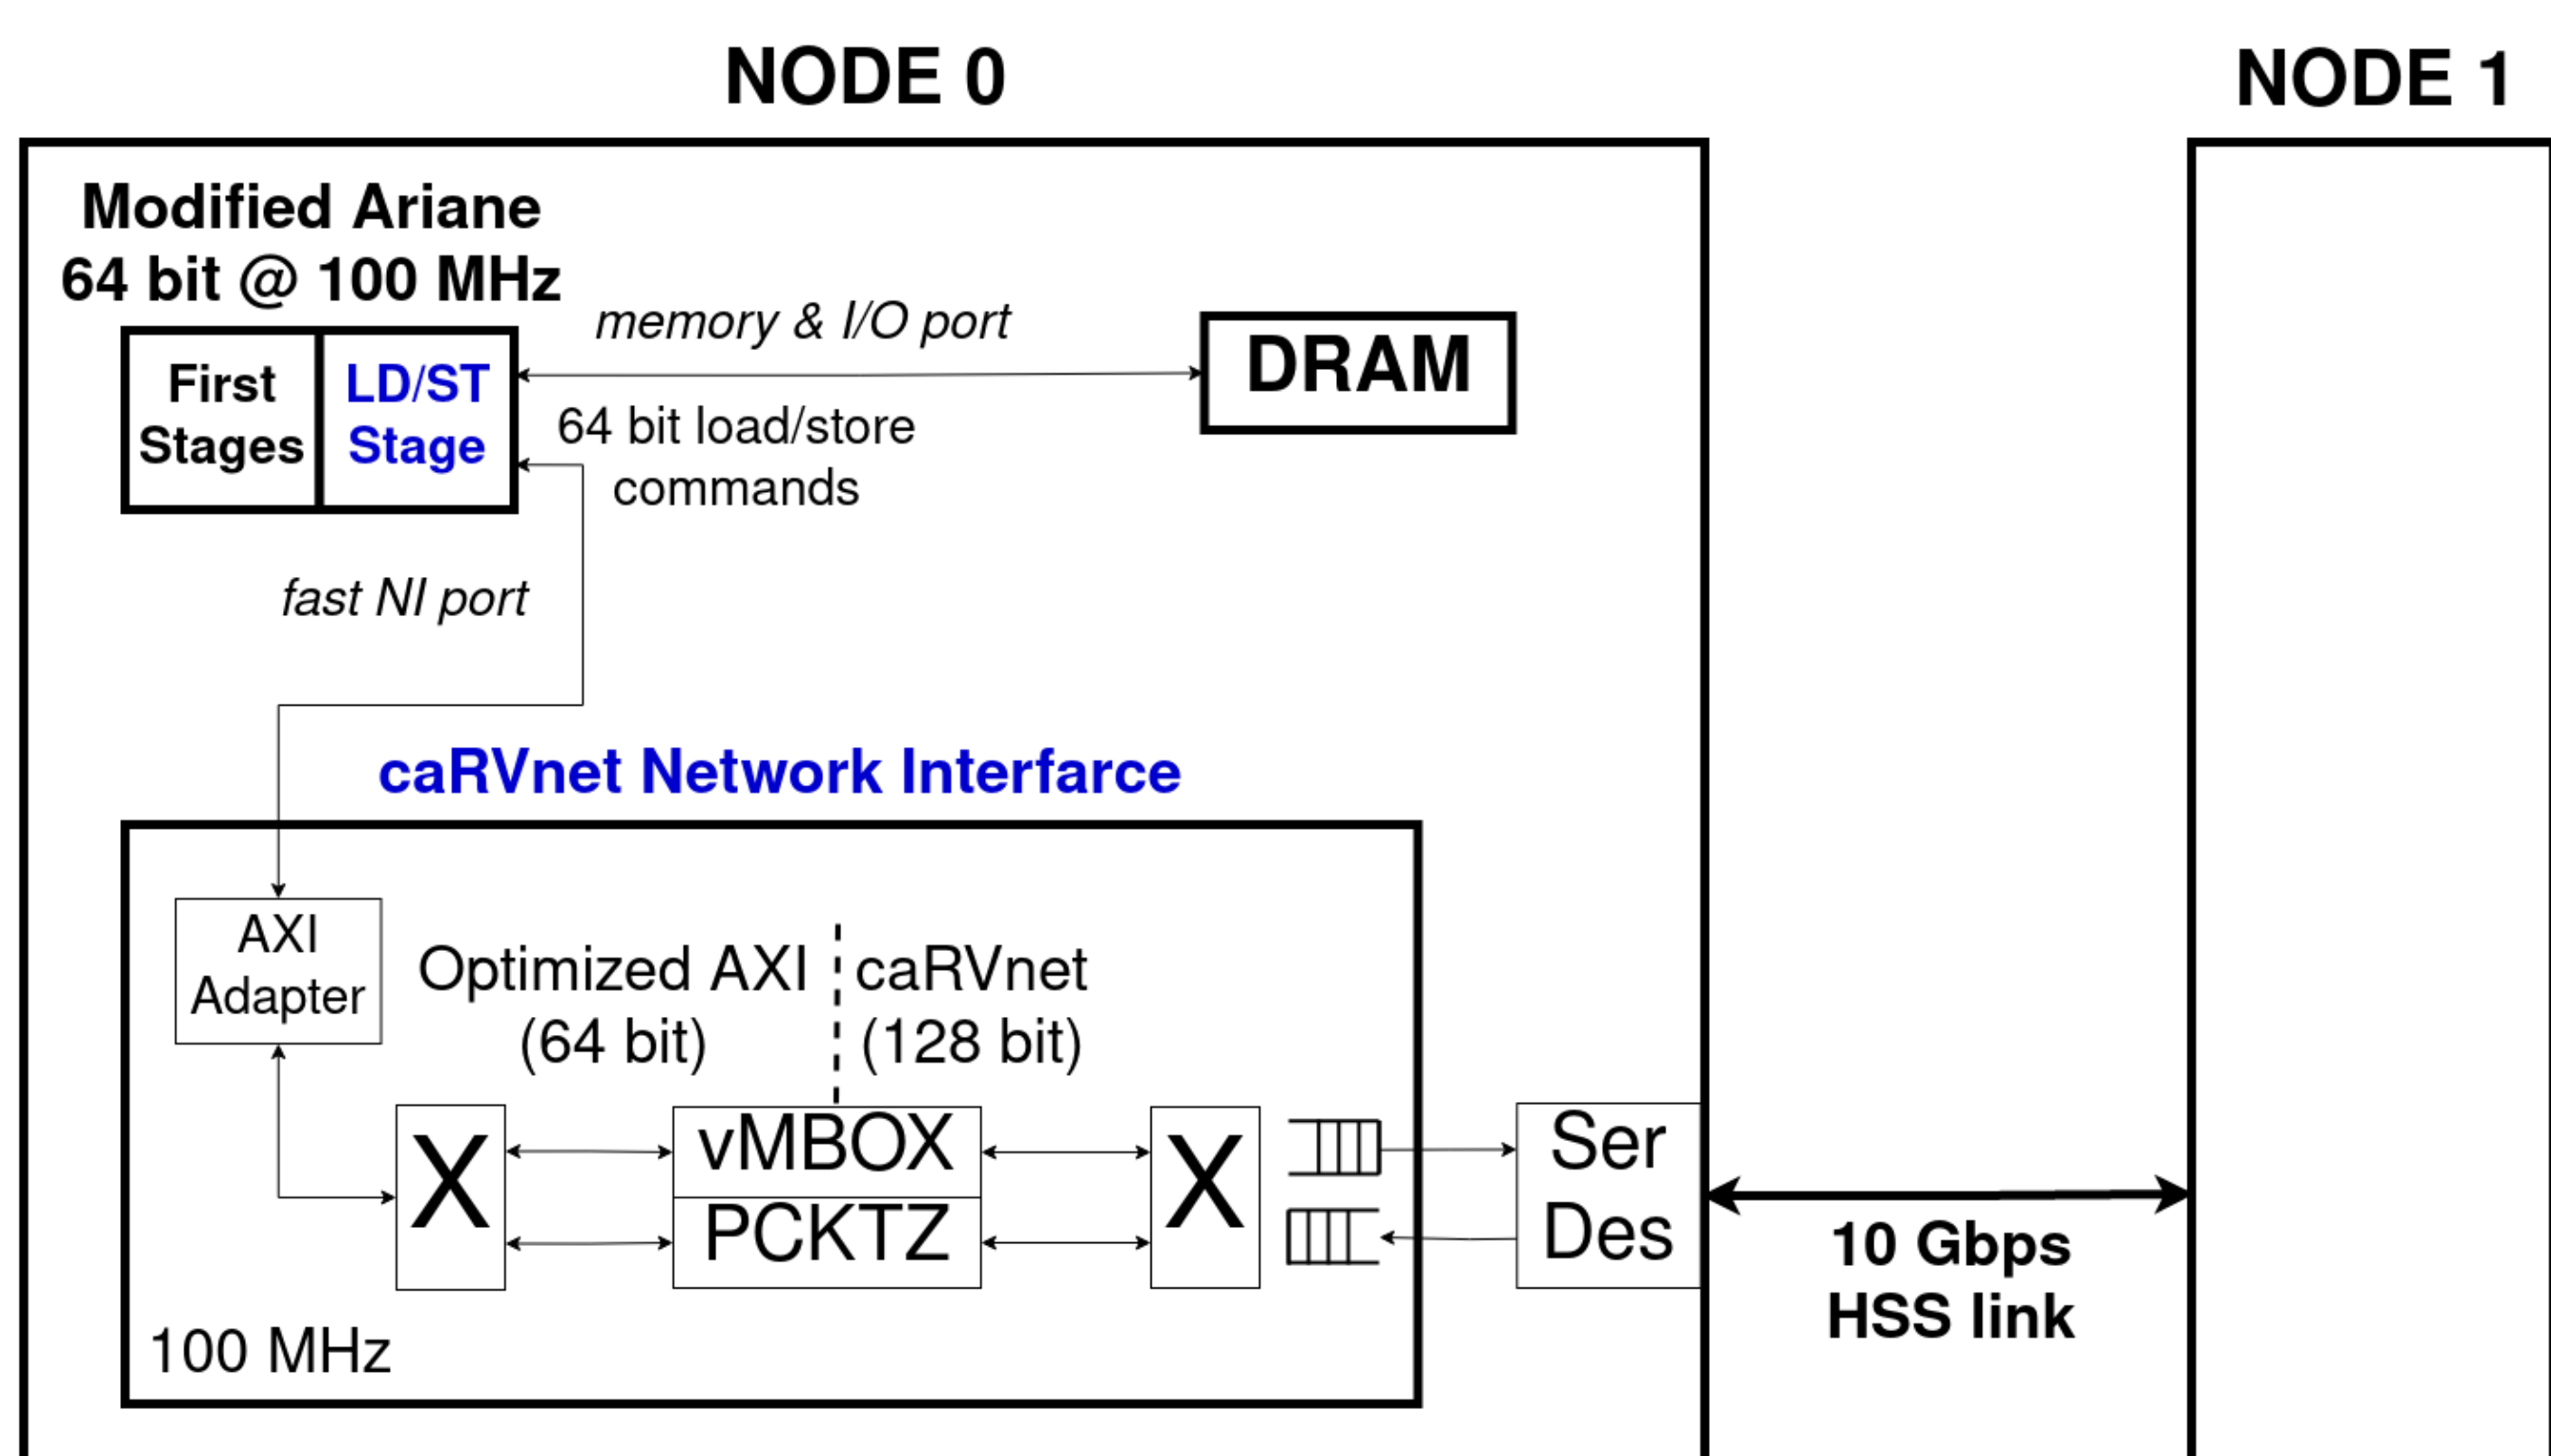 NODE 0
NODE 1
Modified Ariane
64 bit @ 100 MHz
memory & I/O port
First
Stages
LD/ST
Stage
DRAM
64 bit load/store
commands
fast NI port
caRVnet Network Interfarce
AXI
Adapter
Optimized AXI
(64 bit)
caRVnet
(128 bit)
X
vMBOX
PCKTZ
X
Ser
Des
10 Gbps
HSS link
100 MHz